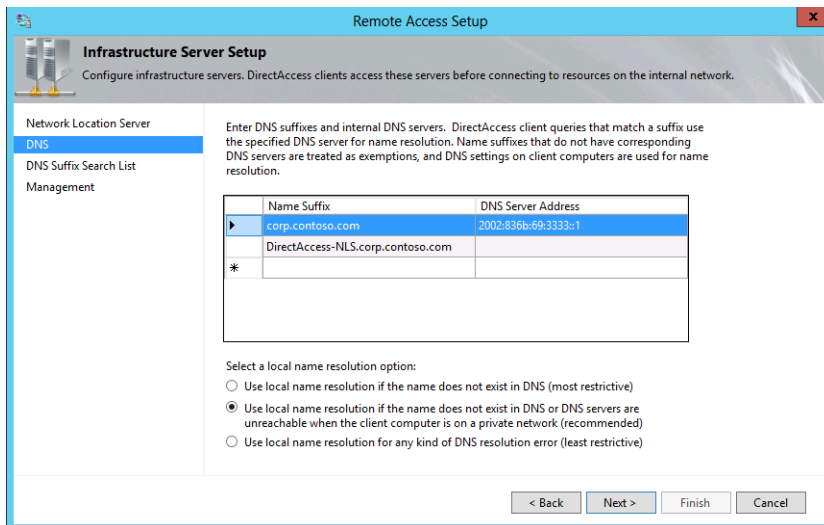 Remote Access Setup
x
Infrastructure Server Setup
Configure infrastructure servers. DirectAccess clients access these servers before connecting to resources on the internal network.
Network Location Server
DNS
DNS Suffix Search List
Management
Enter DNS suffixes and internal DNS servers. DirectAccess client queries that match a suffix use
the specified DNS server for name resolution. Name suffixes that do not have corresponding
DNS servers are treated as exemptions, and DNS settings on client computers are used for name
resolution.
Name Suffix DNS Server Address
corp.contoso.com 2002:836b:69:3333::1
DirectAccess-NLS.corp.contoso.com
*
Select a local name resolution option:
Use local name resolution if the name does not exist in DNS (most restrictive)
Use local name resolution if the name does not exist in DNS or DNS servers are
unreachable when the client computer is on a private network (recommended)
Use local name resolution for any kind of DNS resolution error (least restrictive)
< Back Next > Finish Cancel